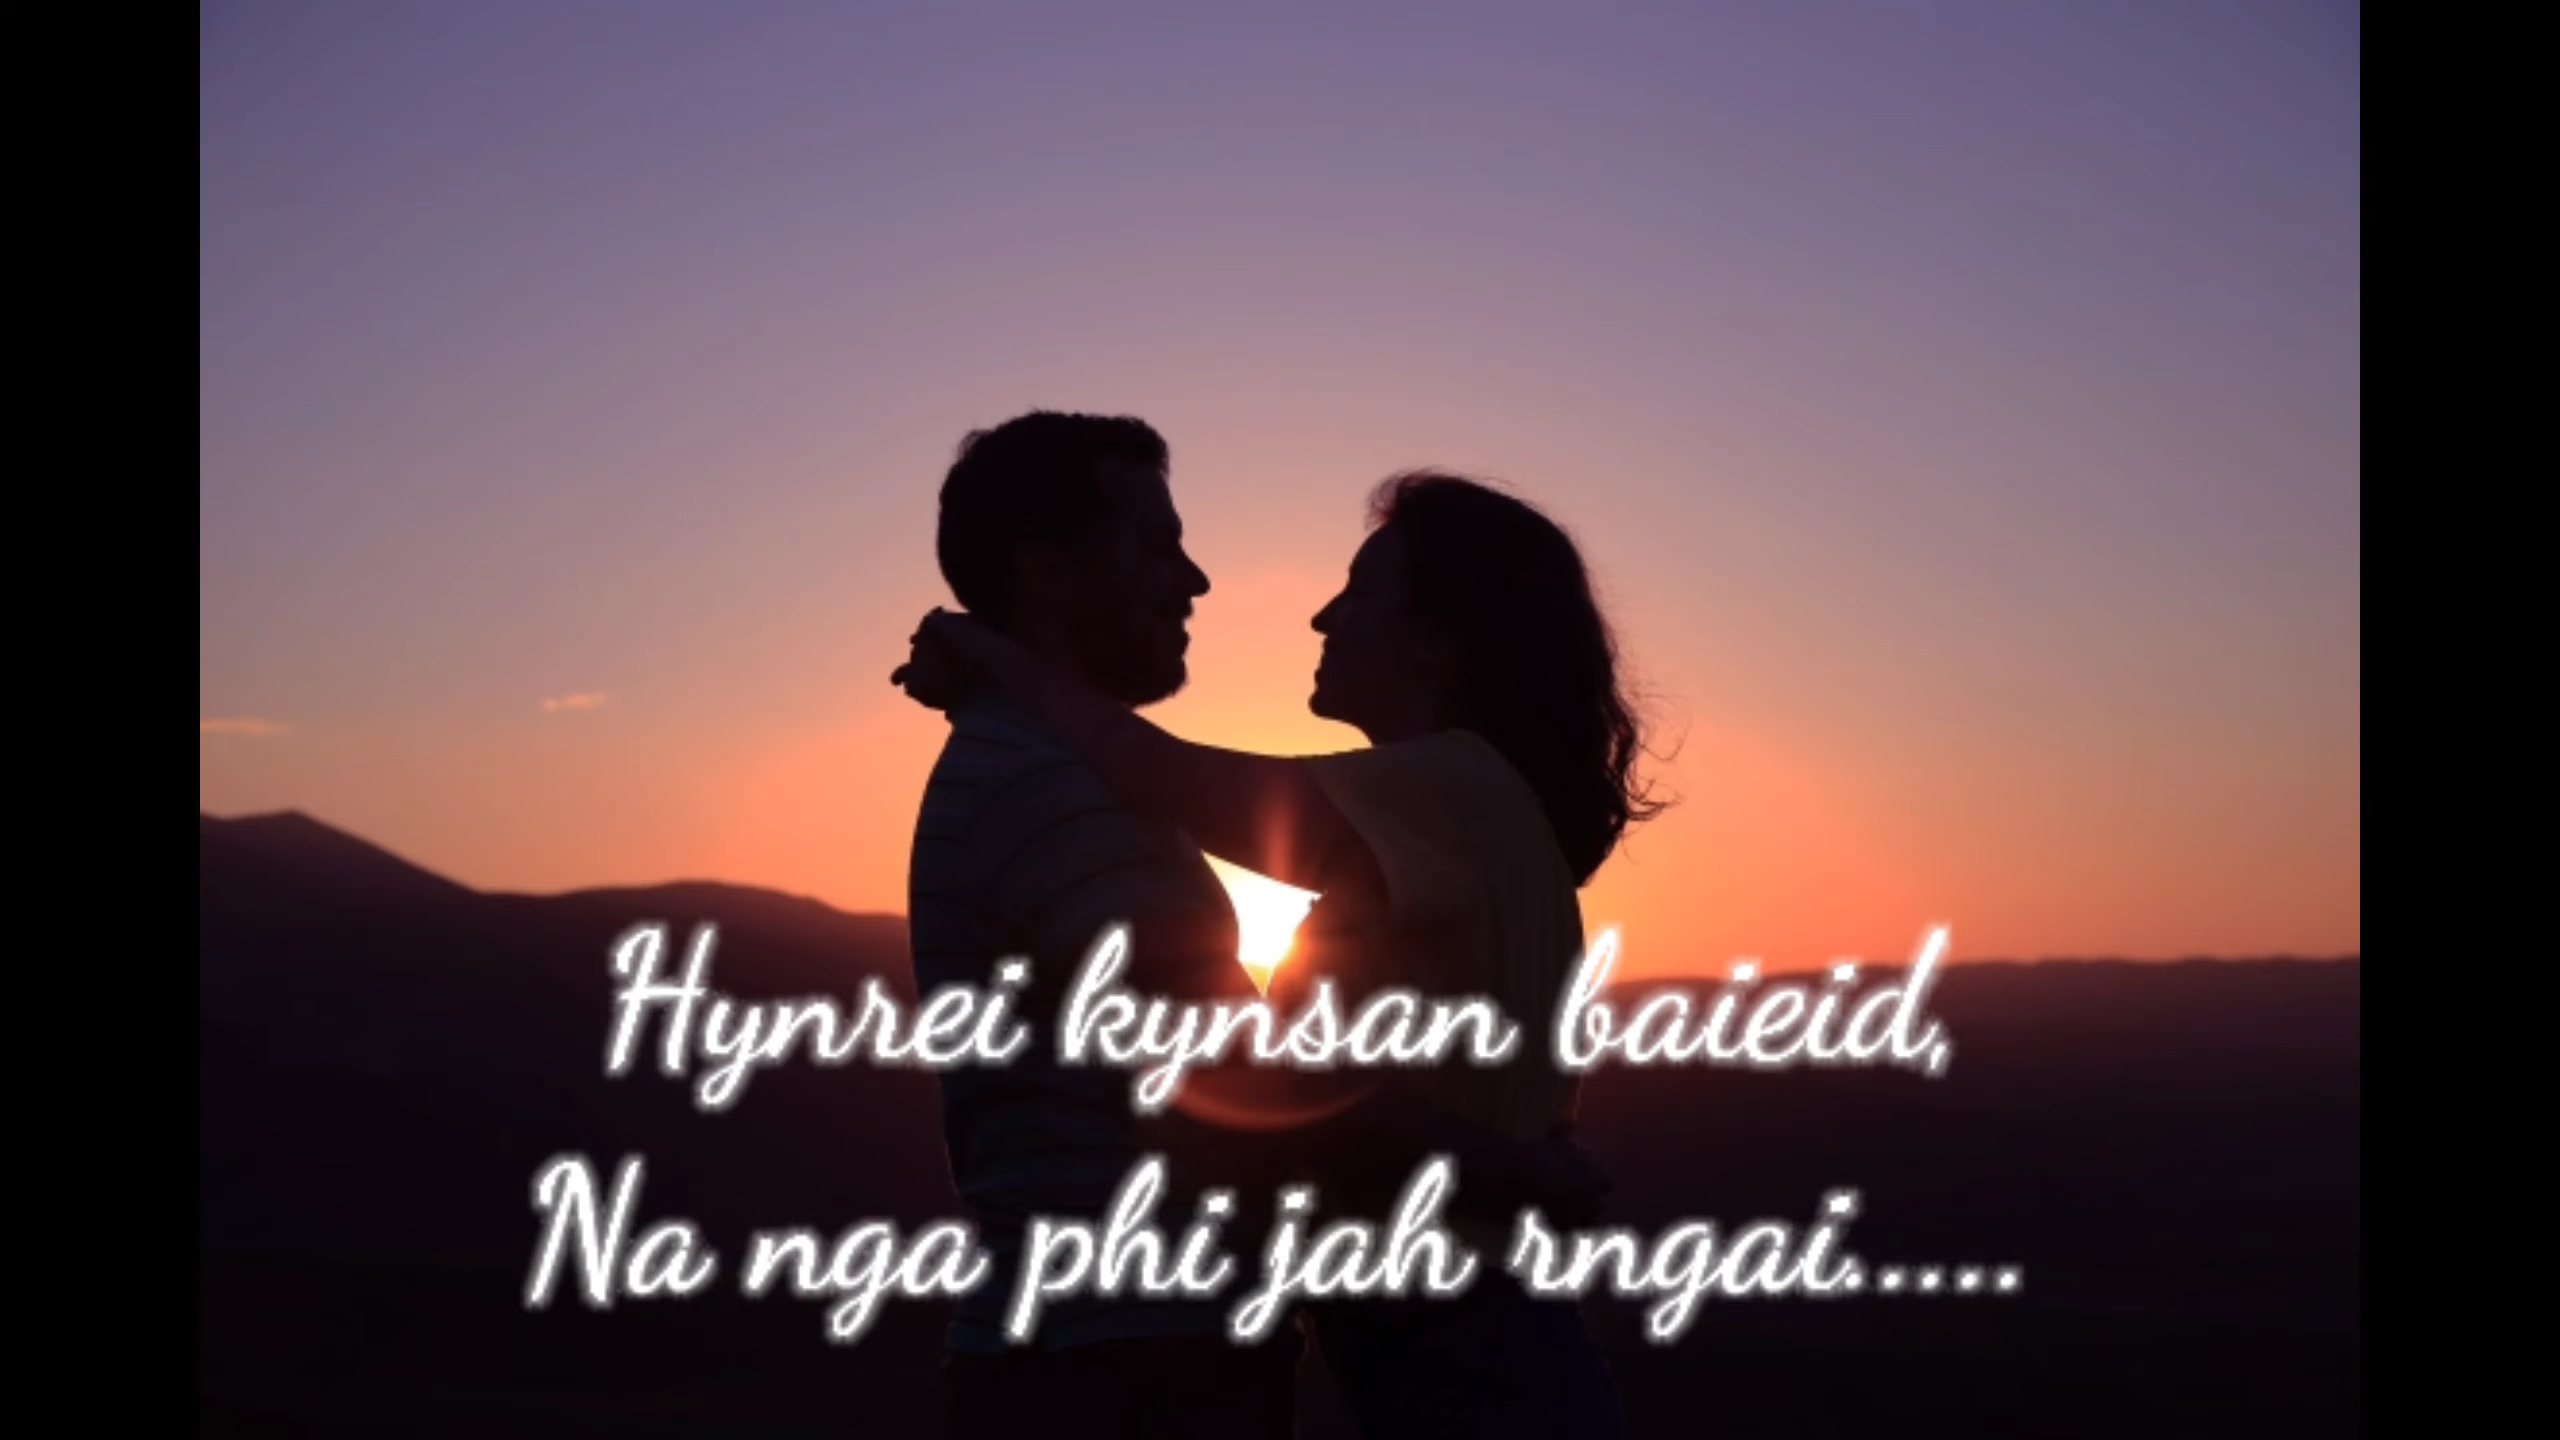 Hynrei kynsan baieid,
Na nga phi jah rngai.....